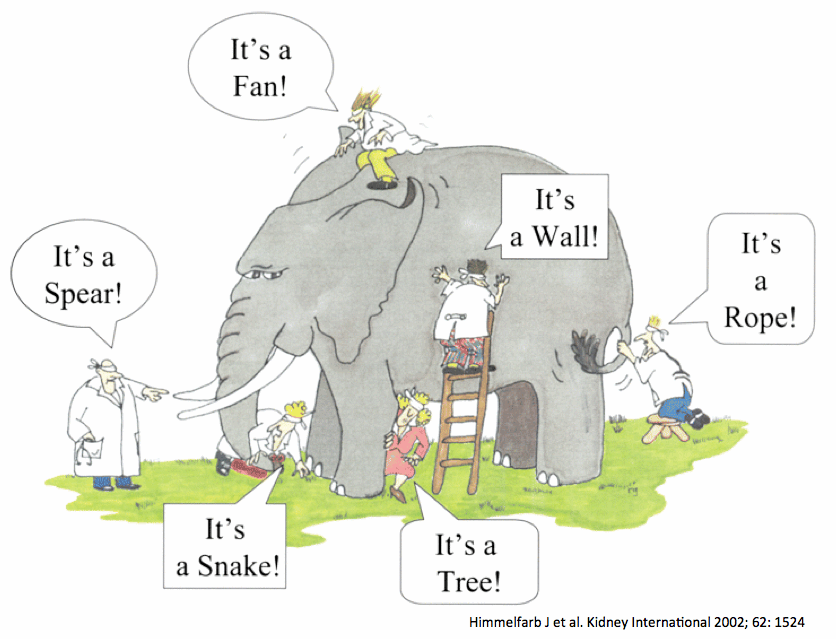 It's a
Fan!
It's
a Wall!
It's
a
Rope!
It's a
Spear!
It's
a Snake!
It's a
Tree!
Himmelfarb J et al. Kidney International 2002; 62: 1524